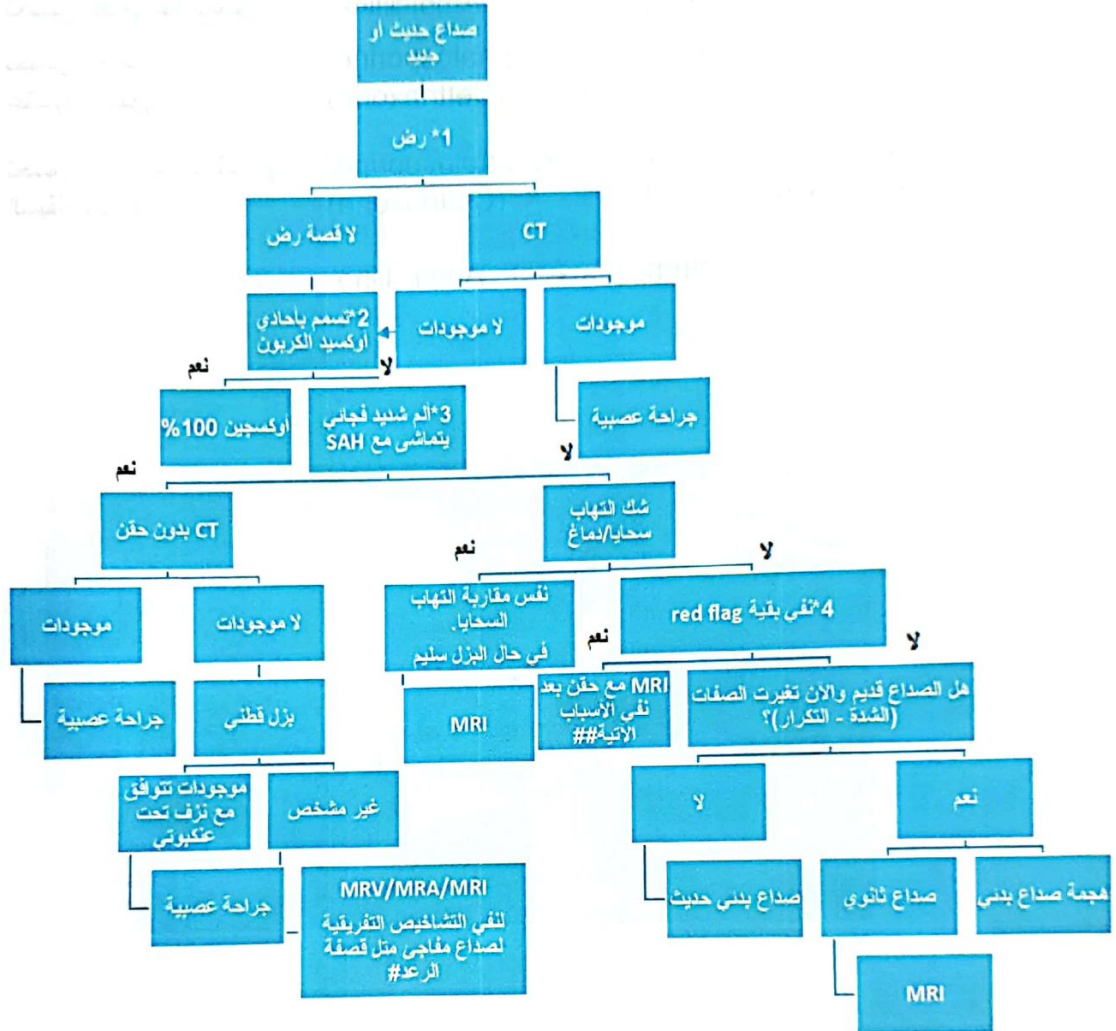 صداع حديث أو
جديد
1* رض
لا قصة رض
CT
2*تسمم بأحادي
أوكسيد الكربون
لا موجودات
موجودات
نعم
لا
أوكسجين 100%
3*ألم شديد فجائي
يتماشى مع SAH
جراحة عصبية
نعم
لا
CT بدون حقن
شك التهاب
سحايا/دماغ
نعم
لا
موجودات
لا موجودات
نفس مقاربة التهاب
السحايا.
في حال البزل سليم
4*نفي بقية red flag
نعم
لا
جراحة عصبية
بزل قطني
MRI
MRI مع حقن بعد
نفي الأسباب
الآتية##
هل الصداع قديم والآن تغيرت الصفات
(الشدة - التكرار)؟
موجودات تتوافق
مع نزف تحت
عنكبوتي
غير مشخص
لا
نعم
جراحة عصبية
MRV/MRA/MRI
لنفي التشاخيص التفريقية
لصداع مفاجئ متل قصفة
الرعد#
صداع بدئي حديث
صداع ثانوي
هجمة صداع بدئي
MRI